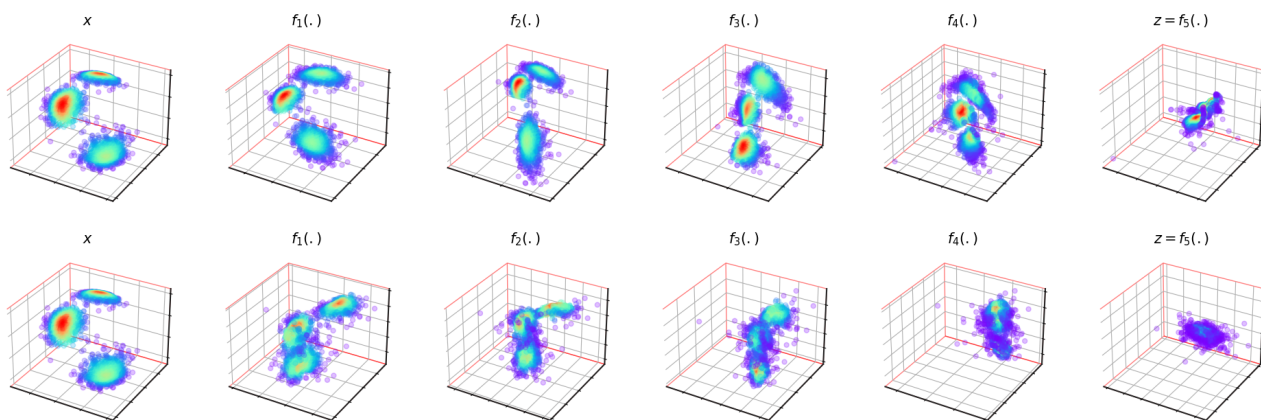 x f₁(.) f₂(.) f₃(.) f₄(.) z = f₅(.)
x f₁(.) f₂(.) f₃(.) f₄(.) z = f₅(.)